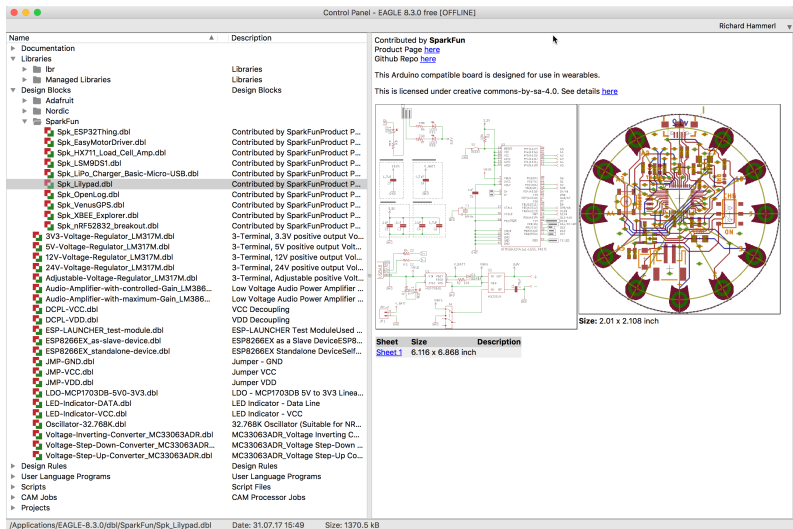 Control Panel - EAGLE 8.3.0 free [OFFLINE]
Richard Hammerl
Name Description
Documentation
Libraries
lbr Libraries
Managed Libraries Libraries
Design Blocks Design Blocks
Adafruit
Nordic
SparkFun
Spk_ESP32Thing.dbl Contributed by SparkFunProduct P...
Spk_EasyMotorDriver.dbl Contributed by SparkFunProduct P...
Spk_HX711_Load_Cell_Amp.dbl Contributed by SparkFunProduct P...
Spk_LSM9DS1.dbl Contributed by SparkFunProduct P...
Spk_LiPo_Charger_Basic-Micro-USB.dbl Contributed by SparkFunProduct P...
Spk_Lilypad.dbl Contributed by SparkFunProduct P...
Spk_OpenLog.dbl Contributed by SparkFunProduct P...
Spk_VenusGPS.dbl Contributed by SparkFunProduct P...
Spk_XBEE_Explorer.dbl Contributed by SparkFunProduct P...
Spk_nRF52832_breakout.dbl Contributed by SparkFunProduct P...
3V3-Voltage-Regulator_LM317M.dbl 3-Terminal, 3.3V positive output Vo...
5V-Voltage-Regulator_LM317M.dbl 3-Terminal, 5V positive output Volt...
12V-Voltage-Regulator_LM317M.dbl 3-Terminal, 12V positive output Vol...
24V-Voltage-Regulator_LM317M.dbl 3-Terminal, 24V positive output Vol...
Adjustable-Voltage-Regulator_LM317M.dbl 3-Terminal, Adjustable positive Volt...
Audio-Amplifier-with-controlled-Gain_LM386... Low Voltage Audio Power Amplifier ...
Audio-Amplifier-with-maximum-Gain_LM386... Low Voltage Audio Power Amplifier ...
DCPL-VCC.dbl VCC Decoupling
DCPL-VDD.dbl VDD Decoupling
ESP-LAUNCHER_test-module.dbl ESP-LAUNCHER Test ModuleUsed ...
ESP8266EX_as-slave-device.dbl ESP8266EX as a Slave DeviceESP8...
ESP8266EX_standalone-device.dbl ESP8266EX Standalone DeviceSelf...
JMP-GND.dbl Jumper - GND
JMP-VCC.dbl Jumper VCC
JMP-VDD.dbl Jumper VDD
LDO-MCP1703DB-5V0-3V3.dbl LDO - MCP1703DB 5V to 3V3 Linea...
LED-Indicator-DATA.dbl LED Indicator - Data Line
LED-Indicator-VCC.dbl LED Indicator - VCC
Oscillator-32.768K.dbl 32.768K Oscillator (Suitable for NR...
Voltage-Inverting-Converter_MC33063ADR.dbl MC33063ADR_Voltage Inverting C...
Voltage-Step-Down-Converter_MC33063ADR... MC33063ADR_Voltage Step-Down ...
Voltage-Step-Up-Converter_MC33063ADR.dbl MC33063ADR_Voltage Step-Up Co...
Design Rules Design Rules
User Language Programs User Language Programs
Scripts Script Files
CAM Jobs CAM Processor Jobs
Projects
Contributed by SparkFun
Product Page here
Github Repo here
This Arduino compatible board is designed for use in wearables.
This is licensed under creative commons-by-sa-4.0. See details here
ON
Size: 2.01 x 2.108 inch
Sheet Size Description
Sheet 1 6.116 x 6.868 inch
/Applications/EAGLE-8.3.0/dbl/SparkFun/Spk_Lilypad.dbl Date: 31.07.17 15:49 Size: 1370.5 kB